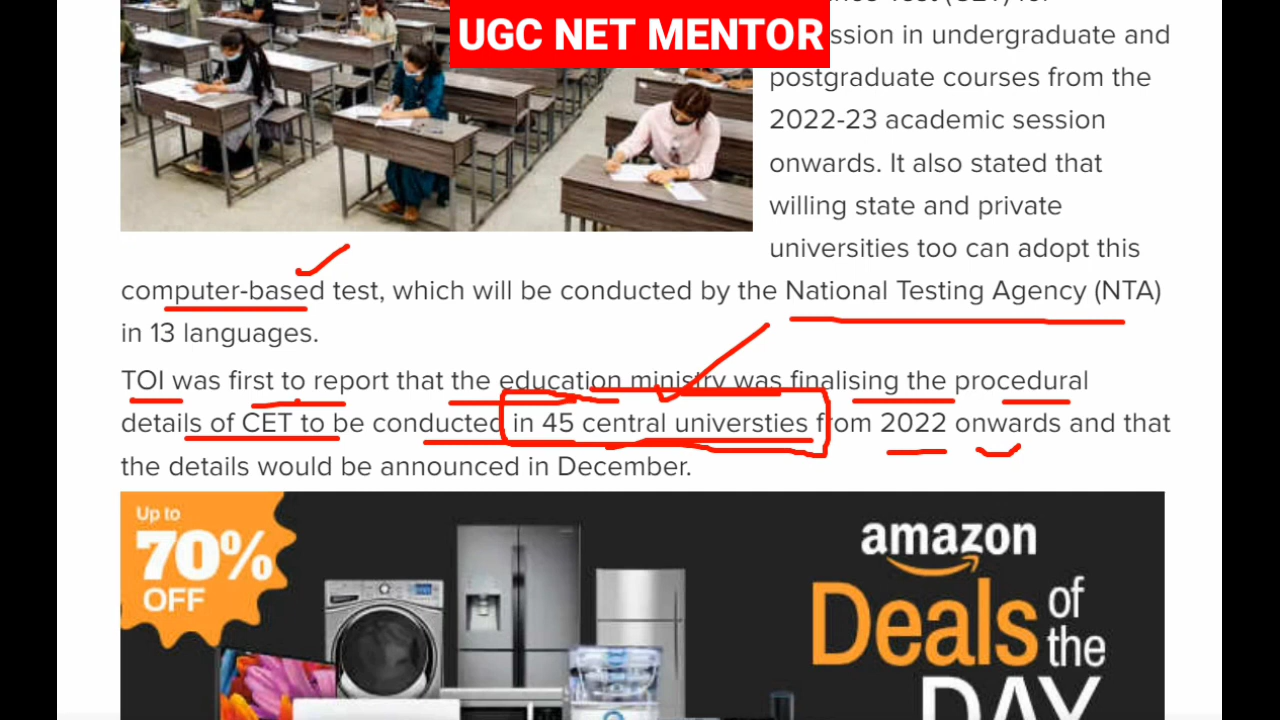 UGC NET MENTOR
ssion in undergraduate and
postgraduate courses from the
2022-23 academic session
onwards. It also stated that
willing state and private
universities too can adopt this
computer-based test, which will be conducted by the National Testing Agency (NTA)
in 13 languages.
TOI was first to report that the education ministry was finalising the procedural
details of CET to be conducted in 45 central universties from 2022 onwards and that
the details would be announced in December.
Up to
70%
OFF
amazon
Deals of
the
DAY